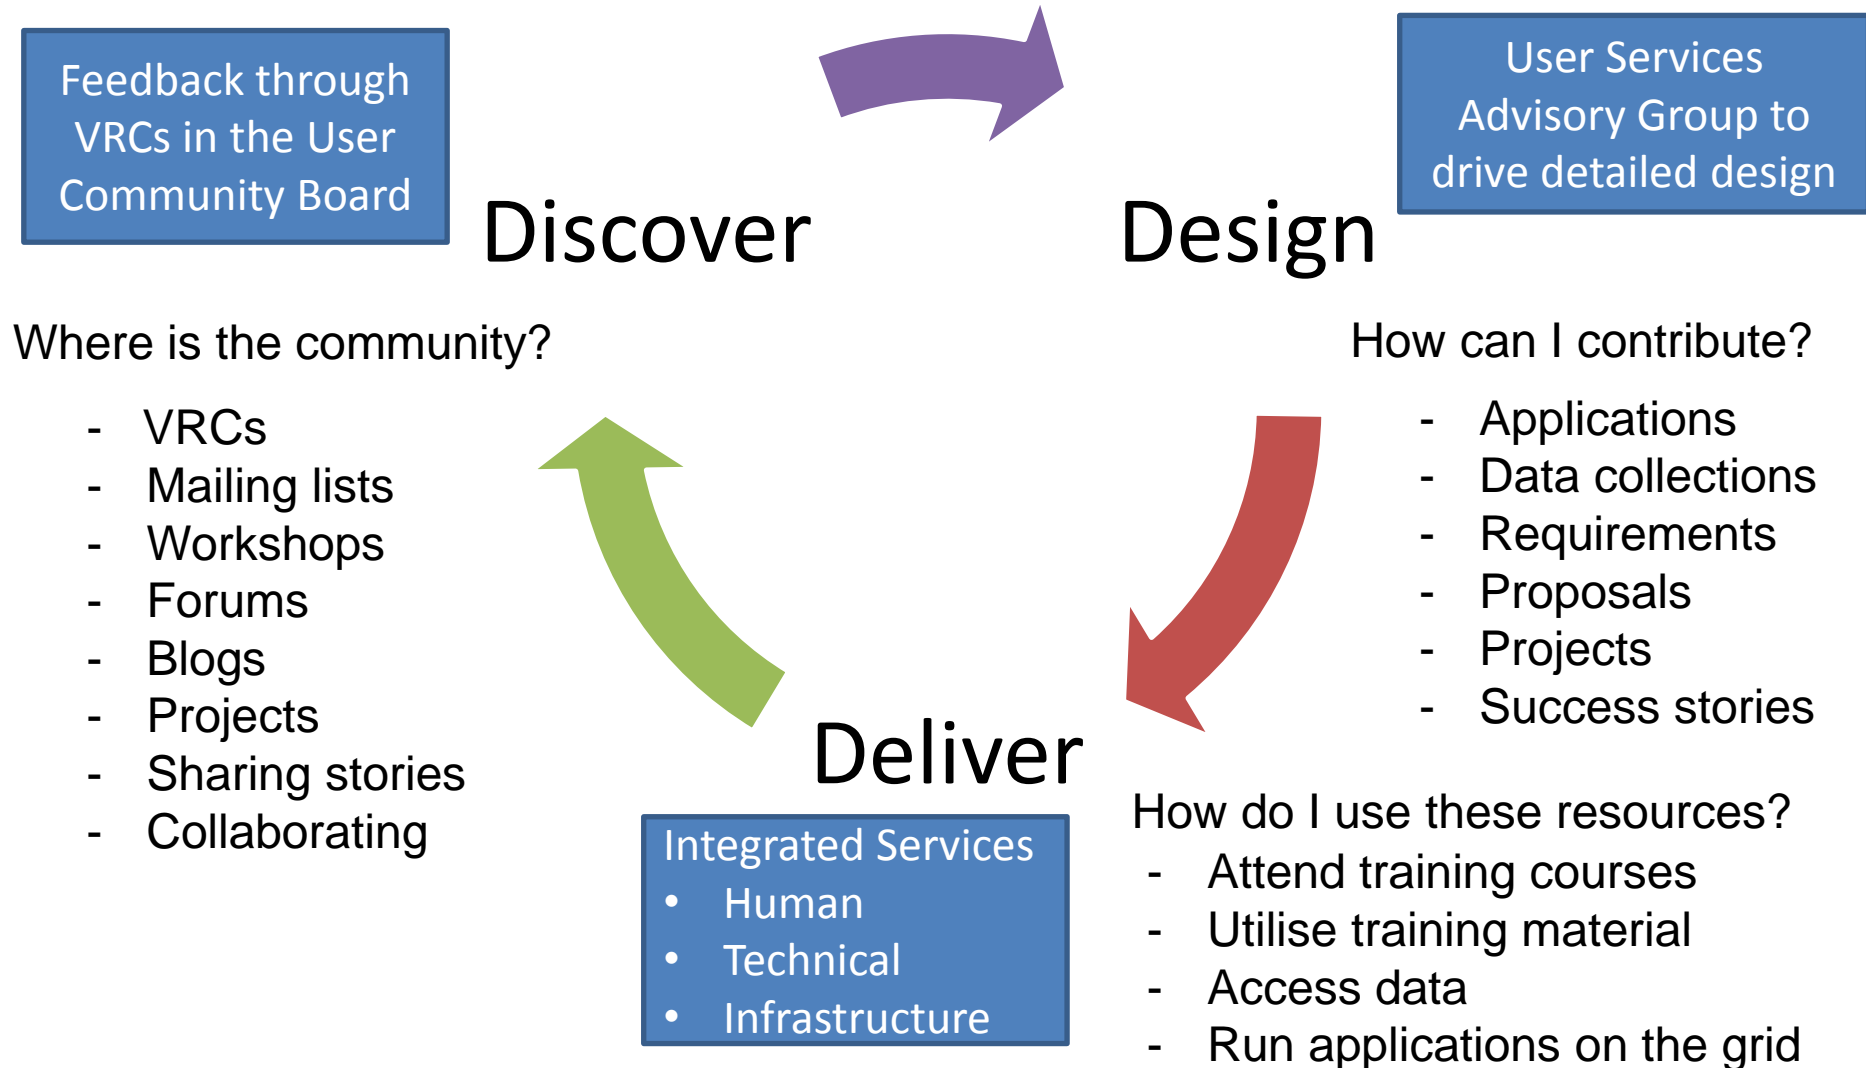 Feedback through
VRCs in the User
Community Board
User Services
Advisory Group to
drive detailed design
Discover
Design
Where is the community?
- VRCs
- Mailing lists
- Workshops
- Forums
- Blogs
- Projects
- Sharing stories
- Collaborating
How can I contribute?
- Applications
- Data collections
- Requirements
- Proposals
- Projects
- Success stories
Deliver
Integrated Services
• Human
• Technical
• Infrastructure
How do I use these resources?
- Attend training courses
- Utilise training material
- Access data
- Run applications on the grid